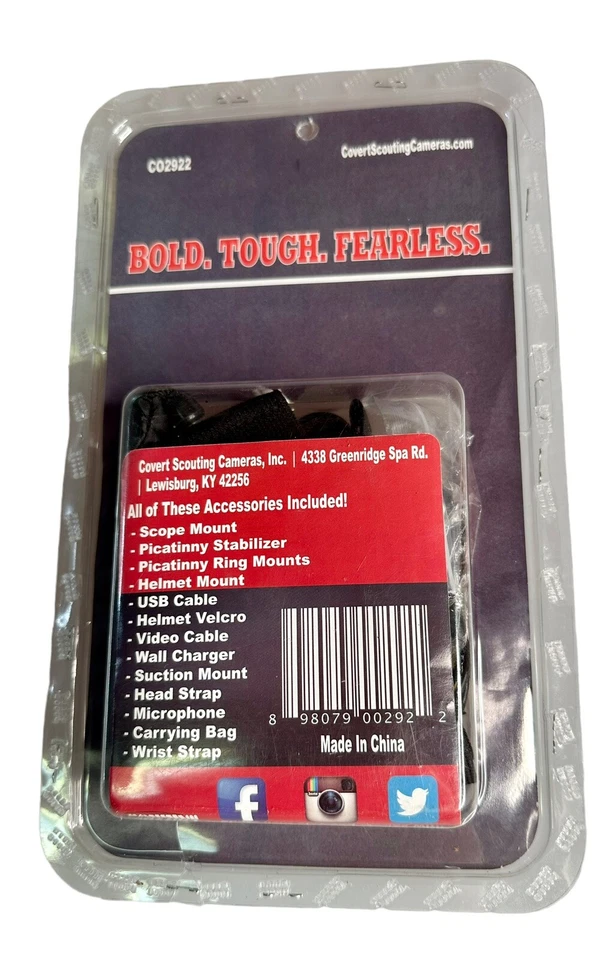 CO2922
CovertScoutingCameras.com
BOLD. TOUGH. FEARLESS.
Covert Scouting Cameras, Inc. | 4338 Greenridge Spa Rd.
| Lewisburg, KY 42256
All of These Accessories Included!
- Scope Mount
- Picatinny Stabilizer
- Picatinny Ring Mounts
- Helmet Mount
- USB Cable
- Helmet Velcro
- Video Cable
- Wall Charger
- Suction Mount
- Head Strap
- Microphone
- Carrying Bag
- Wrist Strap
8 98079 00292 2
Made In China